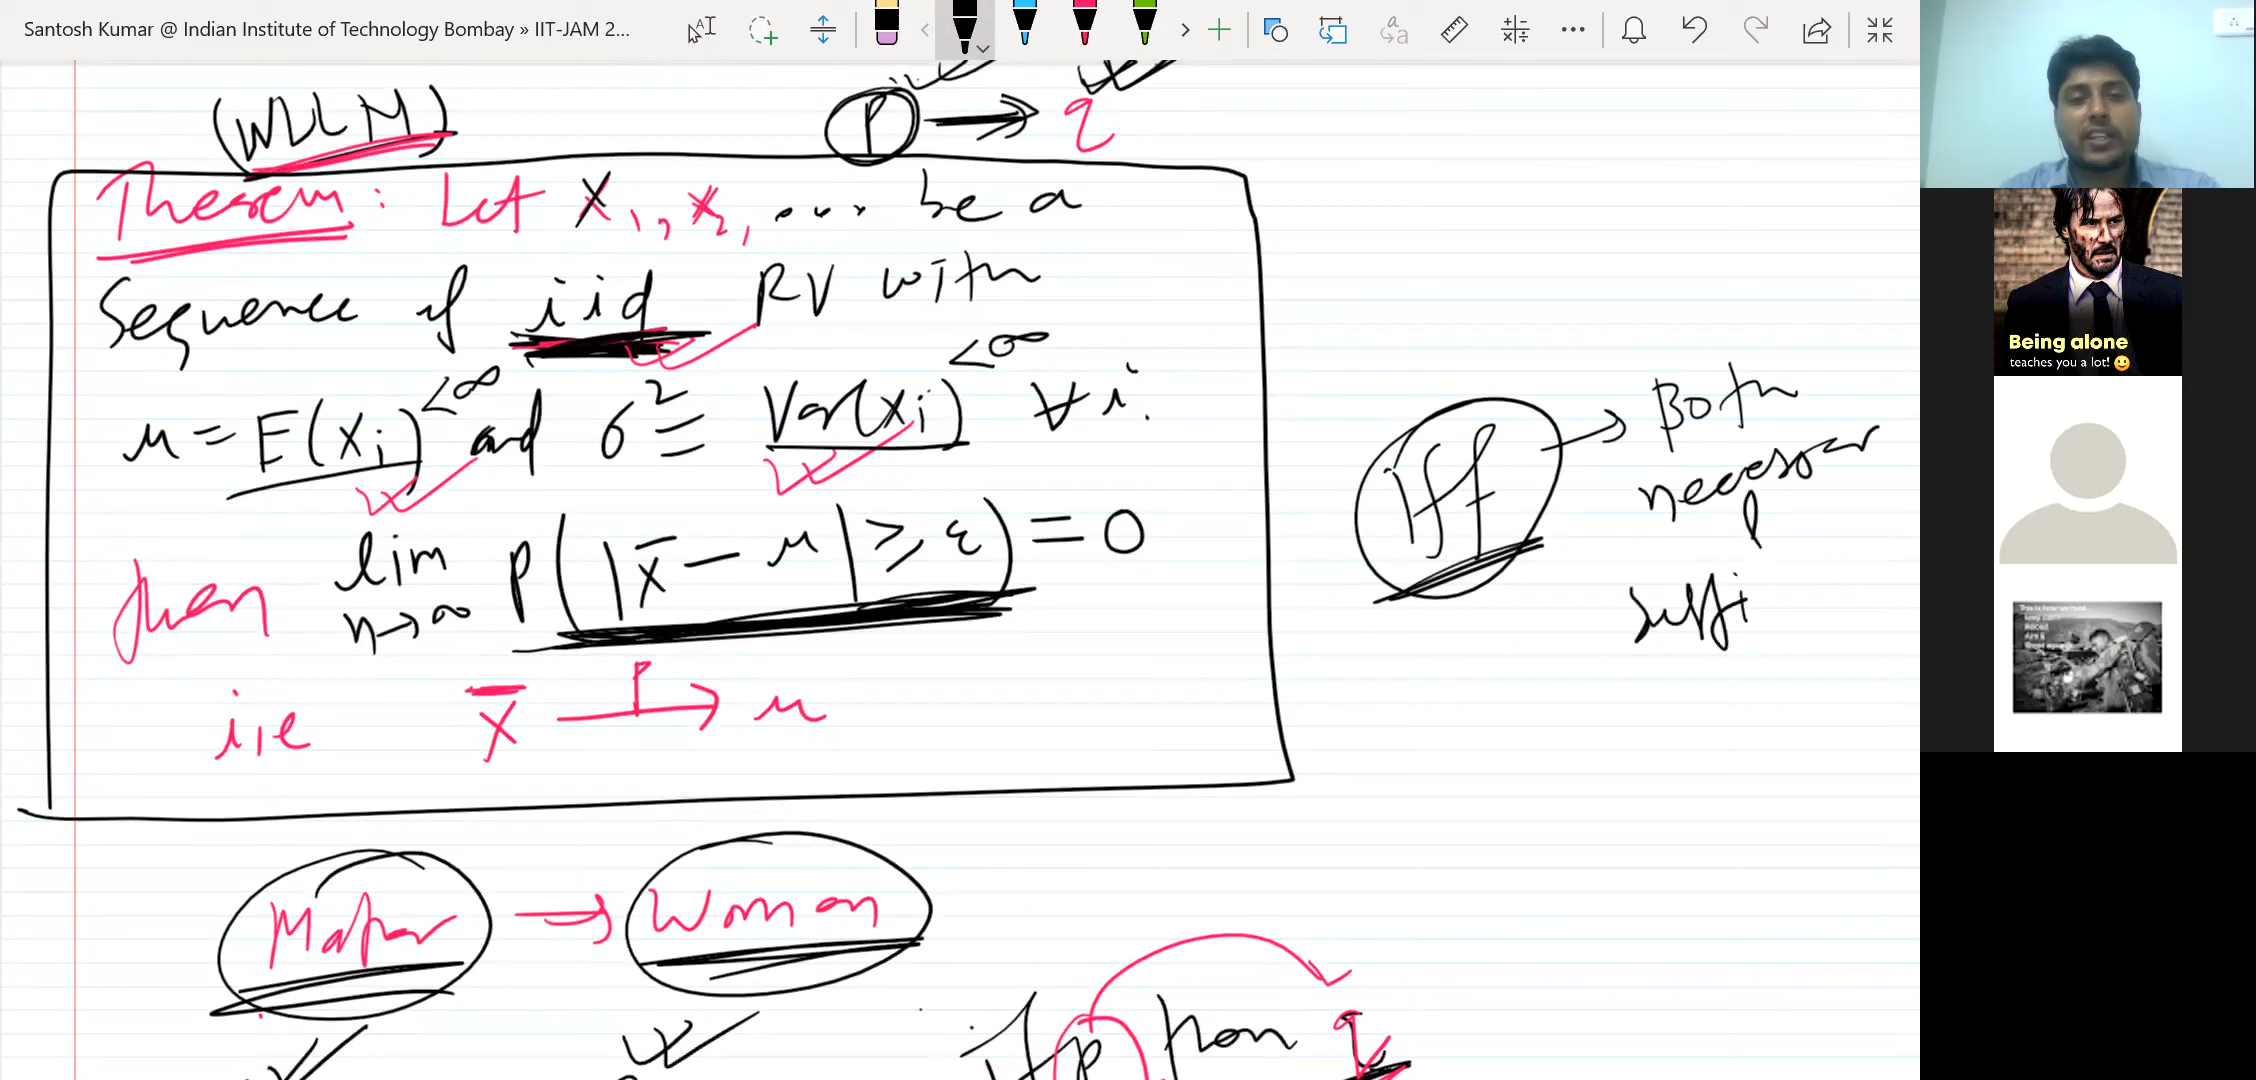 Santosh Kumar @ Indian Institute of Technology Bombay » IIT-JAM 2...
(WLLN)
P → q
Theorem: Let X1, X2, ... be a
Sequence of iid RV with
μ = E(Xi) <∞ and σ² = Var(Xi) <∞ ∀ i.
then lim n→∞ P(|X̄ - μ| ≥ ε) = 0
i.e X̄ P→ μ
iff → Both
necessary
suffi
Mother → Woman
if p then q
Being alone
teaches you a lot! 🙂